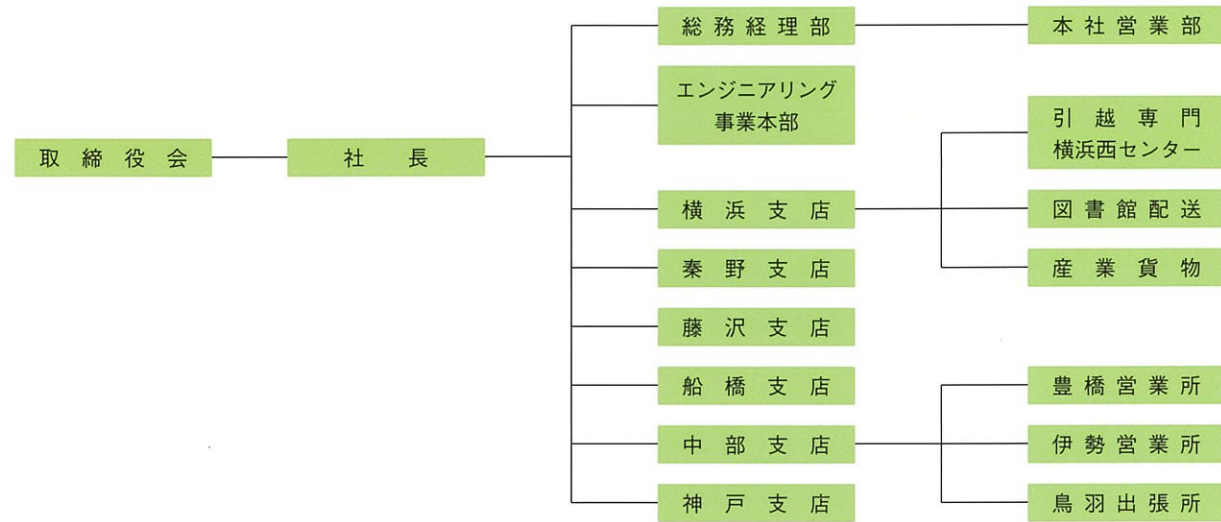 取締役会
社長
総務経理部
本社営業部
エンジニアリング
事業本部
横浜支店
引越専門
横浜西センター
図書館配送
産業貨物
秦野支店
藤沢支店
船橋支店
中部支店
豊橋営業所
伊勢営業所
鳥羽出張所
神戸支店